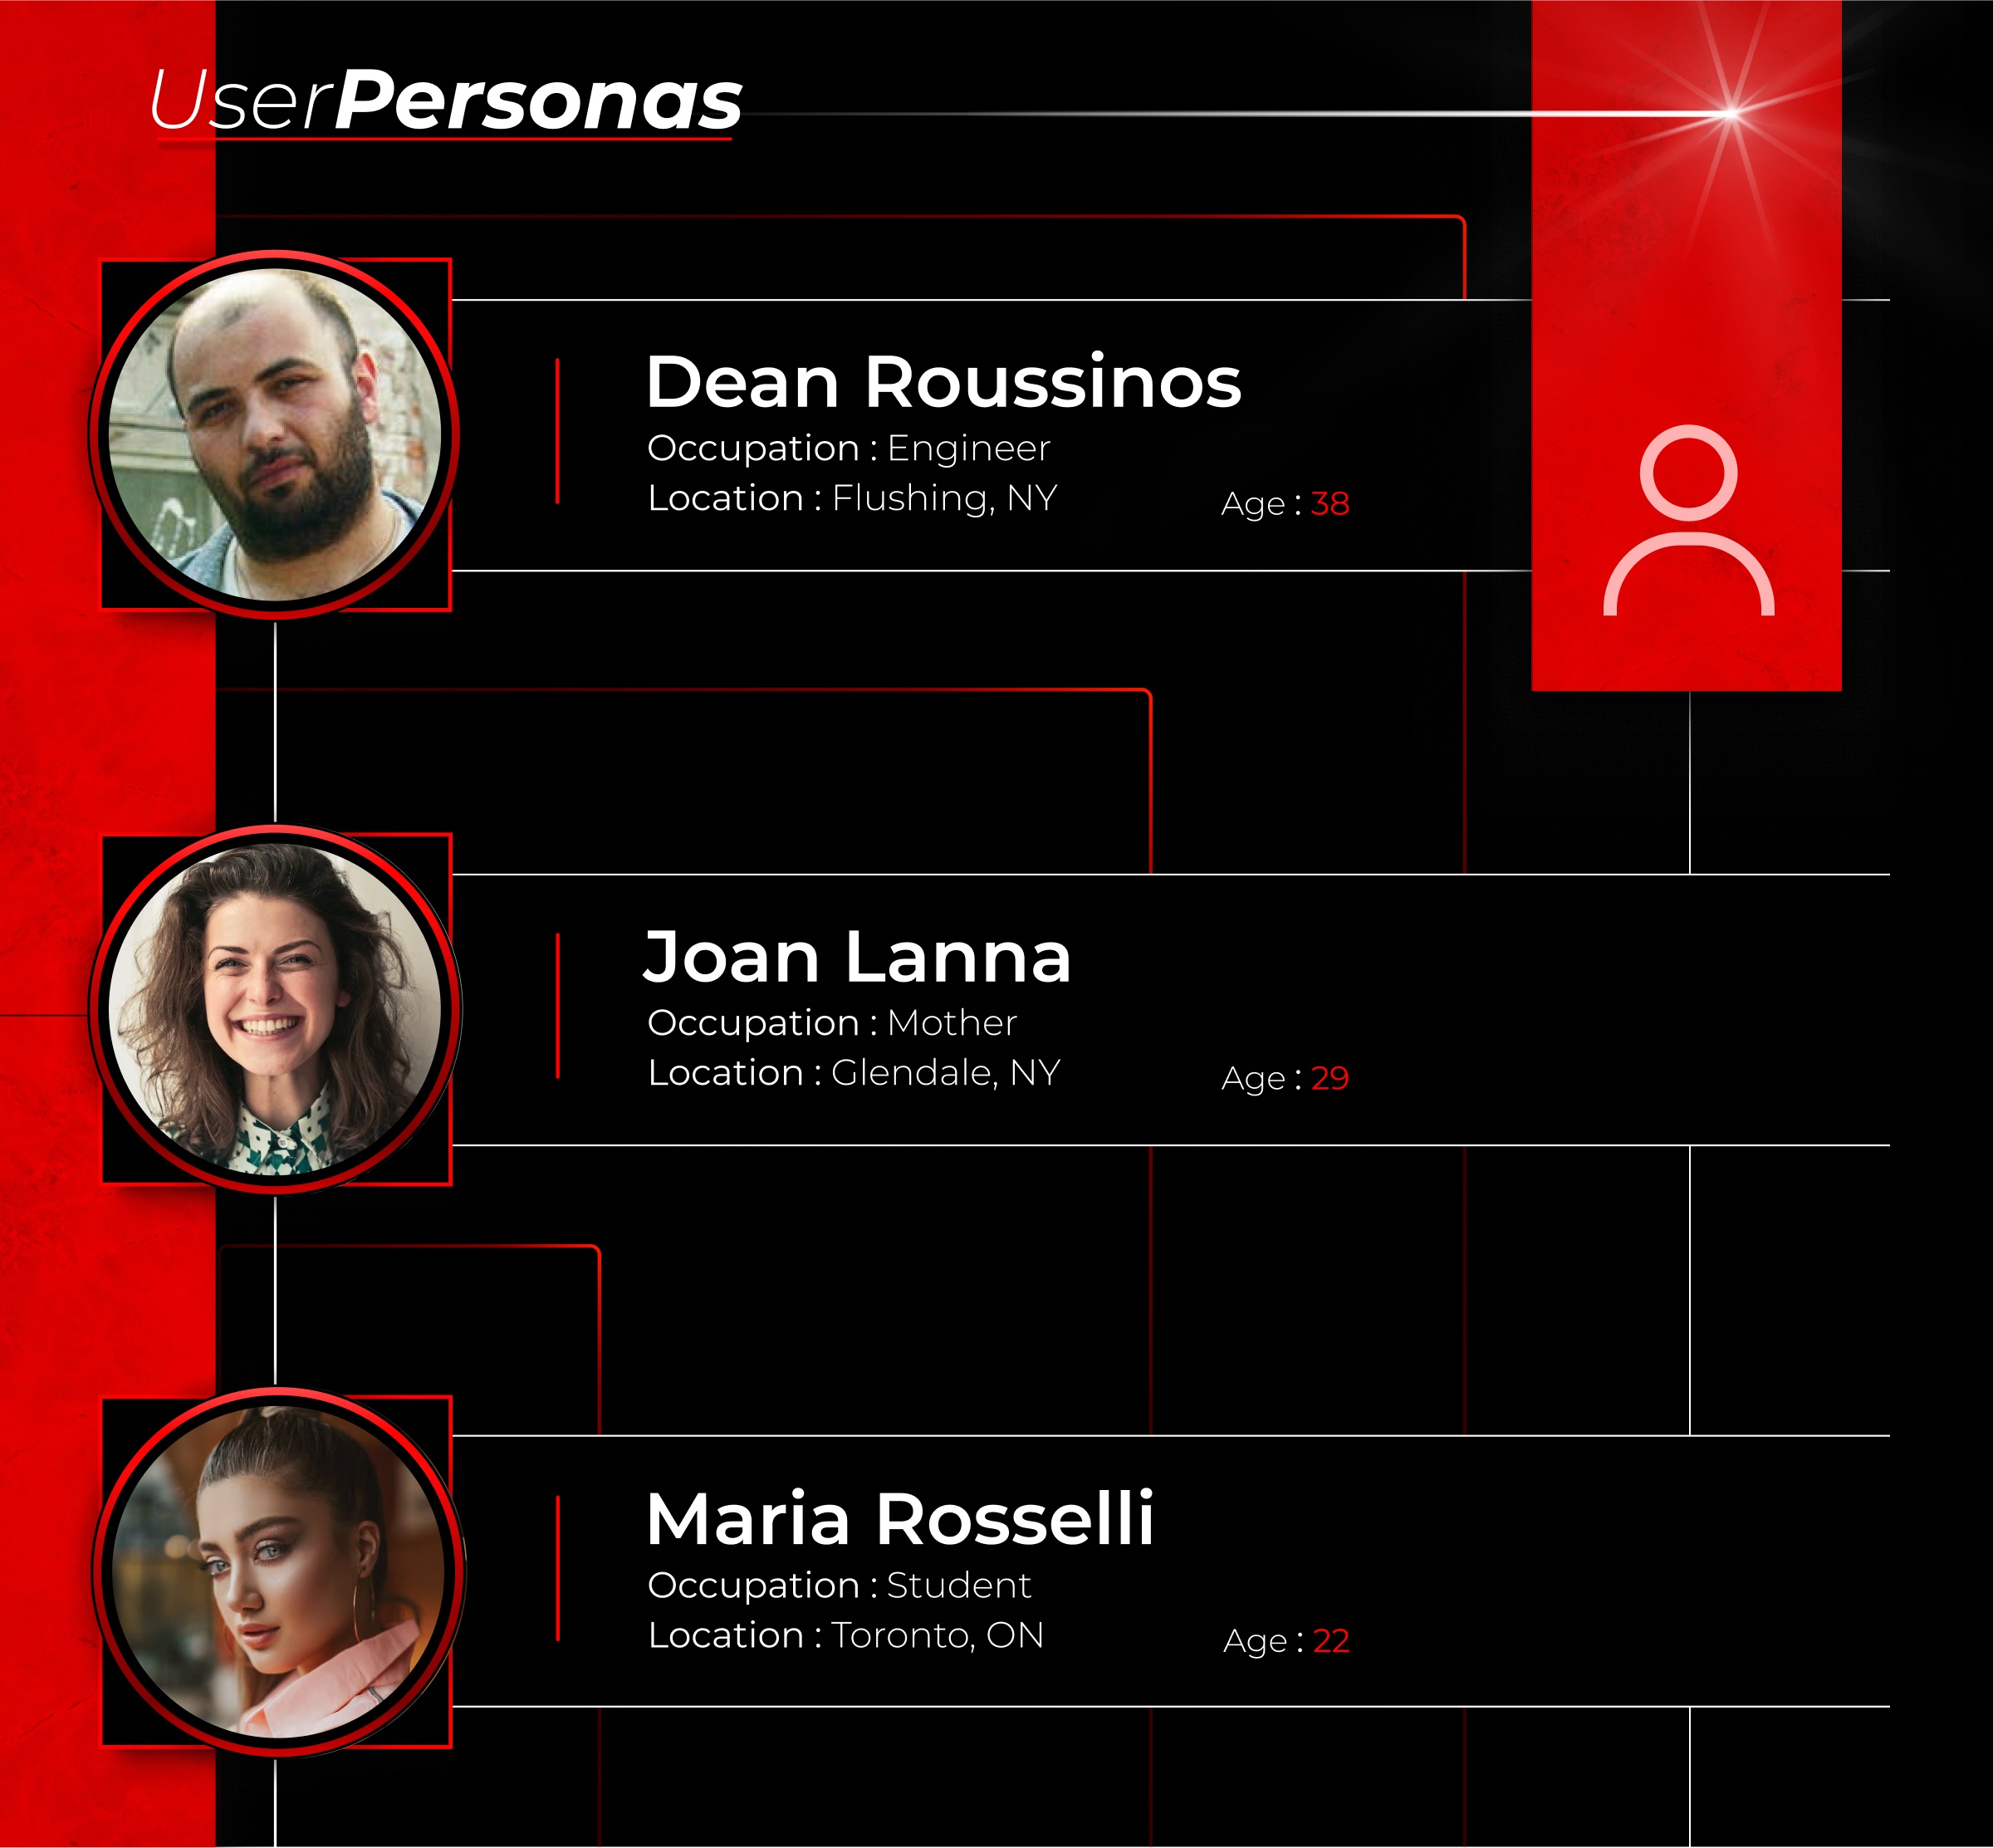 UserPersonas
Dean Roussinos
Occupation : Engineer
Location : Flushing, NY
Age : 38
Joan Lanna
Occupation : Mother
Location : Glendale, NY
Age : 29
Maria Rosselli
Occupation : Student
Location : Toronto, ON
Age : 22